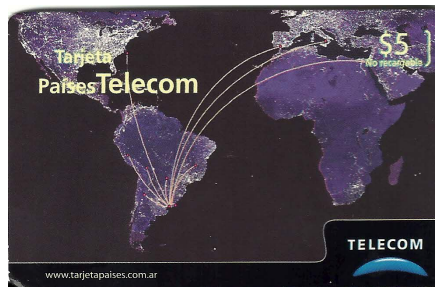 Tarjeta
Países Telecom
$5
No recargable
TELECOM
www.tarjetapaises.com.ar